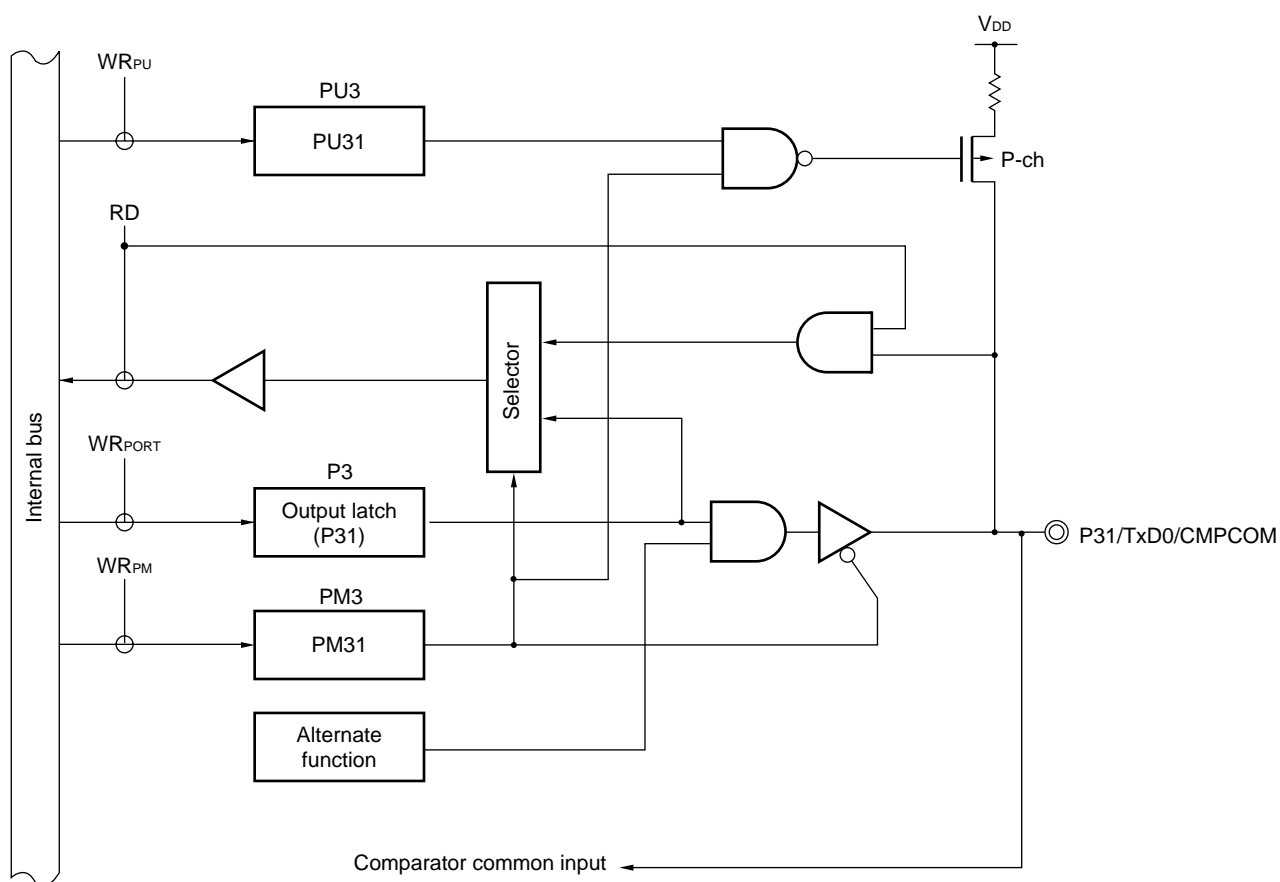 VDD
WRPU
PU3
PU31
P-ch
RD
Selector
Internal bus
WRPORT
P3
Output latch
(P31)
P31/TxD0/CMPCOM
WRPM
PM3
PM31
Alternate
function
Comparator common input